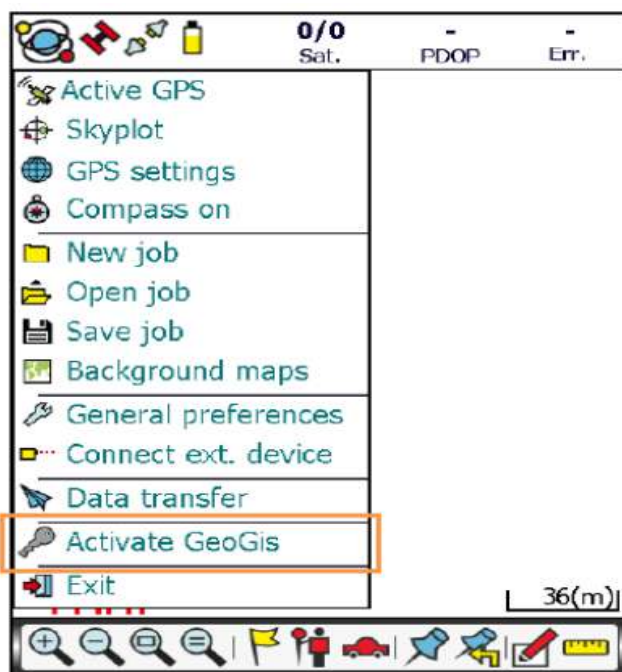 0/0 - -
Sat. PDOP Err.
Active GPS
Skyplot
GPS settings
Compass on
New job
Open job
Save job
Background maps
General preferences
Connect ext. device
Data transfer
Activate GeoGis
Exit
36(m)